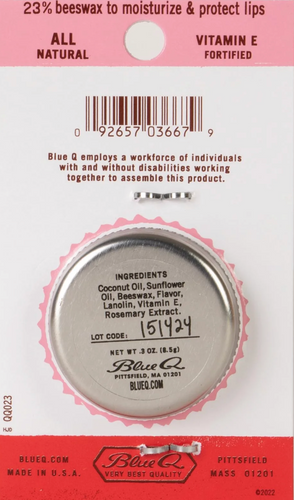 23% beeswax to moisturize & protect lips
ALL
NATURAL
VITAMIN E
FORTIFIED
0 92657 03667 9
Blue Q employs a workforce of individuals
with and without disabilities working
together to assemble this product.
INGREDIENTS
Coconut Oil, Sunflower
Oil, Beeswax, Flavor,
Lanolin, Vitamin E,
Rosemary Extract.
LOT CODE: 151424
NET WT .3 OZ. (8.5g)
Blue Q
PITTSFIELD, MA 01201
BLUEQ.COM
QQ023
BLUEQ.COM
MADE IN U.S.A.
Blue Q
YES! BEST QUALITY
PITTSFIELD
MASS 01201
©2022